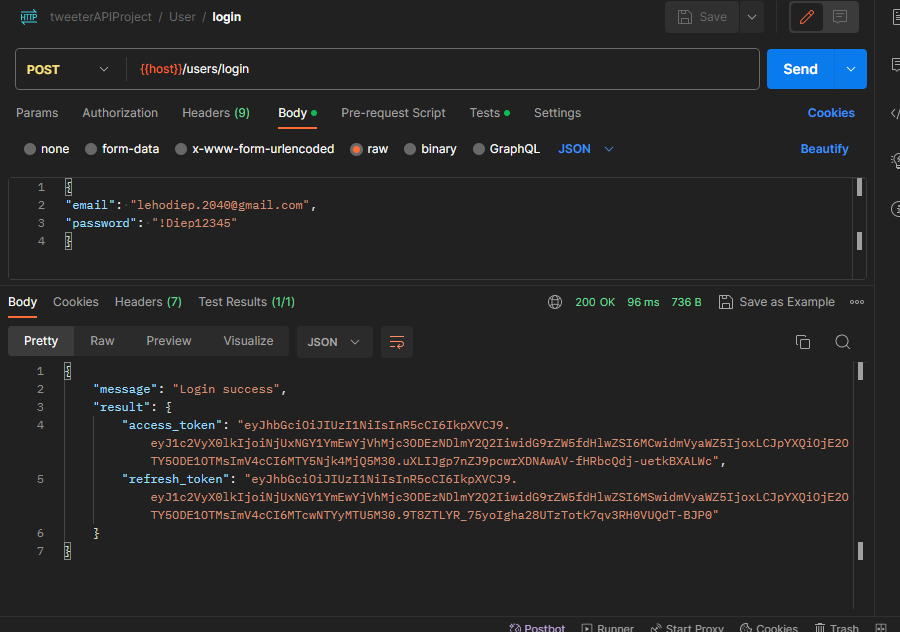 HTTP tweeterAPIProject / User / login Save
POST {{host}}/users/login Send
Params Authorization Headers (9) Body Pre-request Script Tests Settings Cookies
none form-data x-www-form-urlencoded raw binary GraphQL JSON Beautify
1 {
2 "email": "lehodiep.2040@gmail.com",
3 "password": "!Diep12345"
4 }
Body Cookies Headers (7) Test Results (1/1) 200 OK 96 ms 736 B Save as Example
Pretty Raw Preview Visualize JSON
1 {
2 "message": "Login success",
3 "result": {
4 "access_token": "eyJhbGciOiJIUzI1NiIsInR5cCI6IkpXVCJ9.
eyJ1c2VyX0lkIjoiNjUxNGY1YmEwYjVhMjc3ODEzNDlmY2Q2IiwidG9rZW5fdHlwZSI6MCwidmVyaWZ5IjoxLCJpYXQiOjE2O
TY5ODE1OTMsImV4cCI6MTY5Njk4MjQ5M30.uXLIJgp7nZJ9pcwrXDNAwAV-fHRbcQdj-uetkBXALWc",
5 "refresh_token": "eyJhbGciOiJIUzI1NiIsInR5cCI6IkpXVCJ9.
eyJ1c2VyX0lkIjoiNjUxNGY1YmEwYjVhMjc3ODEzNDlmY2Q2IiwidG9rZW5fdHlwZSI6MSwidmVyaWZ5IjoxLCJpYXQiOjE2O
TY5ODE1OTMsImV4cCI6MTcwNTYyMTU5M30.9T8ZTLYR_75yoIgha28UTzTotk7qv3RH0VUQdT-BJP0"
6 }
7 }
Postbot Runner Start Proxy Cookies Trash